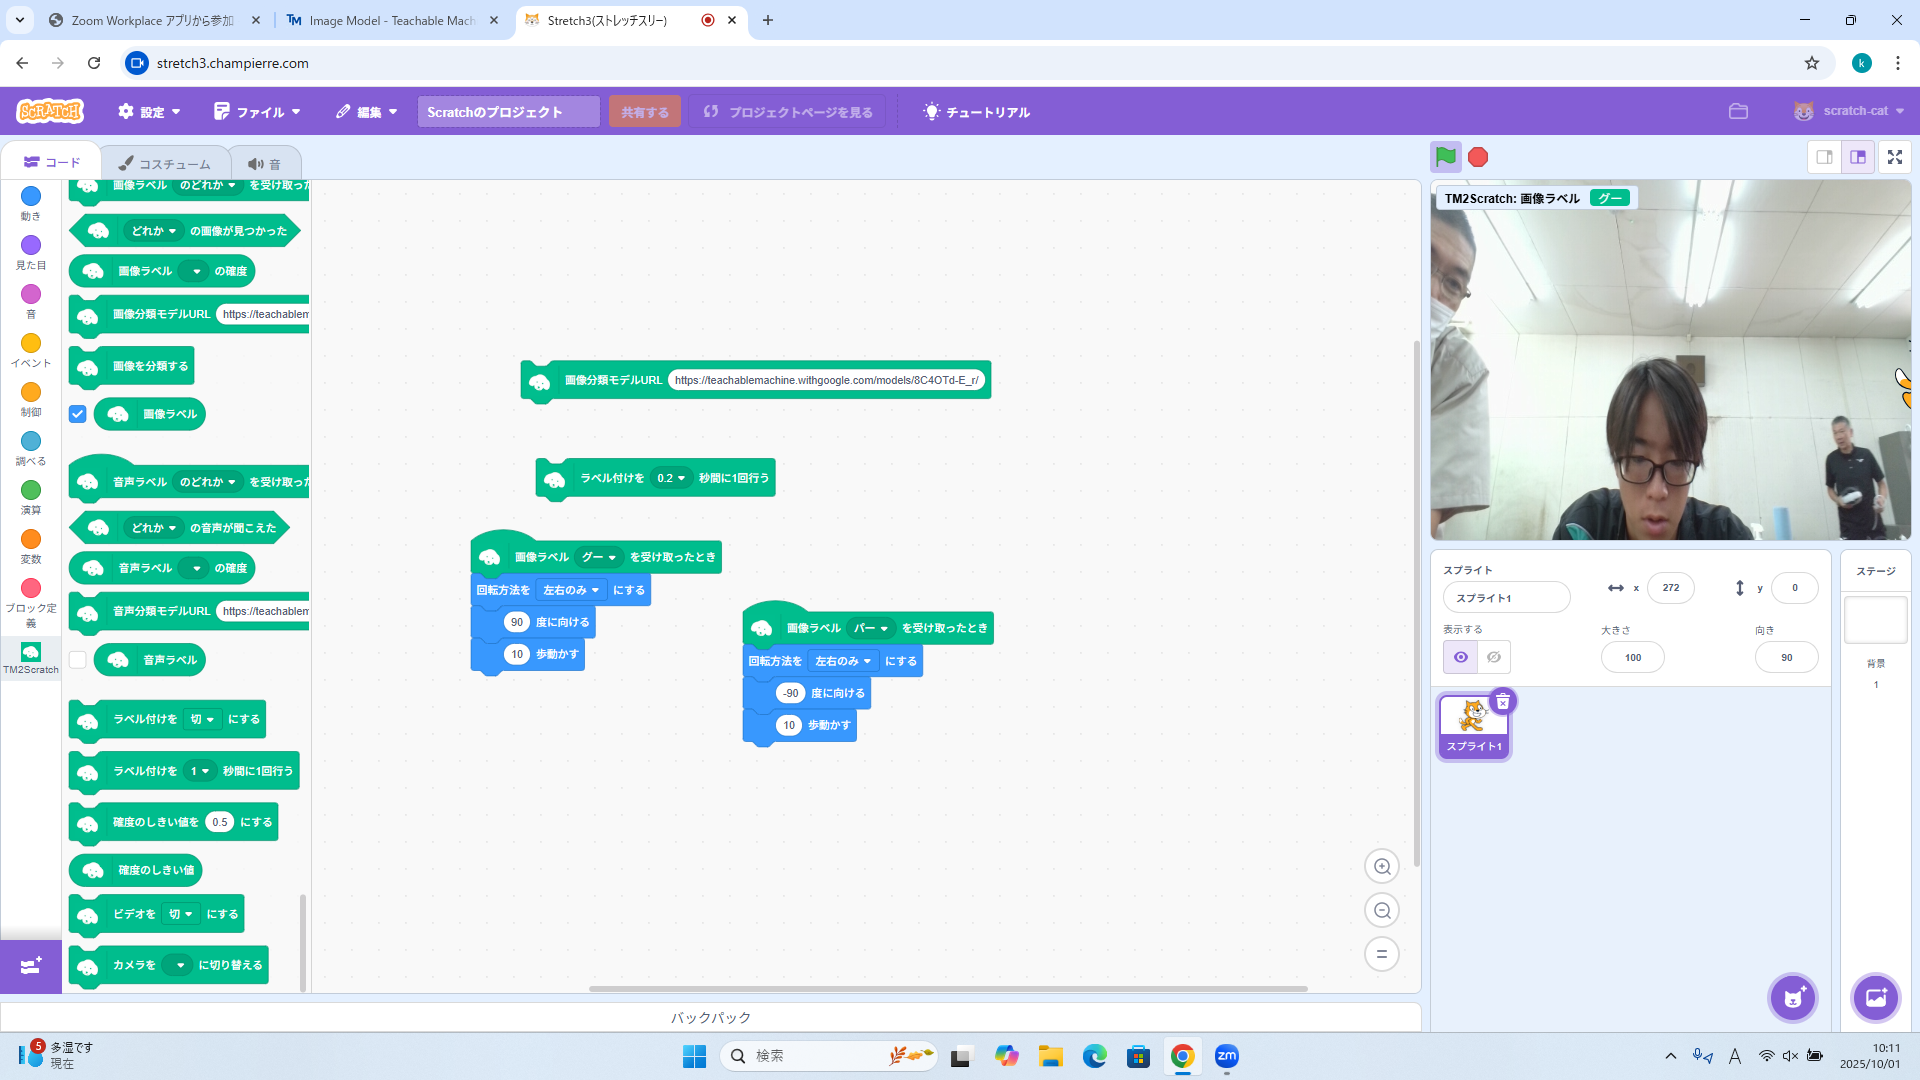 Zoom Workplace アプリから参加
Image Model - Teachable Mach
Stretch3(ストレッチスリー)
stretch3.champierre.com
k
SCRATCH
設定
ファイル
編集
Scratchのプロジェクト
共有する
プロジェクトページを見る
チュートリアル
scratch-cat
コード
コスチューム
音
動き
見た目
音
イベント
制御
調べる
演算
変数
ブロック定義
TM2Scratch
画像ラベル のどれか を受け取った
どれか の画像が見つかった
画像ラベル の確度
画像分類モデルURL https://teachablem
画像を分類する
画像ラベル
音声ラベル のどれか を受け取った
どれか の音声が聞こえた
音声ラベル の確度
音声分類モデルURL https://teachablem
音声ラベル
ラベル付けを 切 にする
ラベル付けを 1 秒間に1回行う
確度のしきい値を 0.5 にする
確度のしきい値
ビデオを 切 にする
カメラを に切り替える
画像分類モデルURL https://teachablemachine.withgoogle.com/models/8C4OTd-E_r/
ラベル付けを 0.2 秒間に1回行う
画像ラベル グー を受け取ったとき
回転方法を 左右のみ にする
90 度に向ける
10 歩動かす
画像ラベル パー を受け取ったとき
回転方法を 左右のみ にする
-90 度に向ける
10 歩動かす
バックパック
TM2Scratch: 画像ラベル グー
スプライト
スプライト1
x 272
y 0
表示する
大きさ
100
向き
90
スプライト1
ステージ
背景
1
5
多湿です
現在
検索
zm
A
10:11
2025/10/01